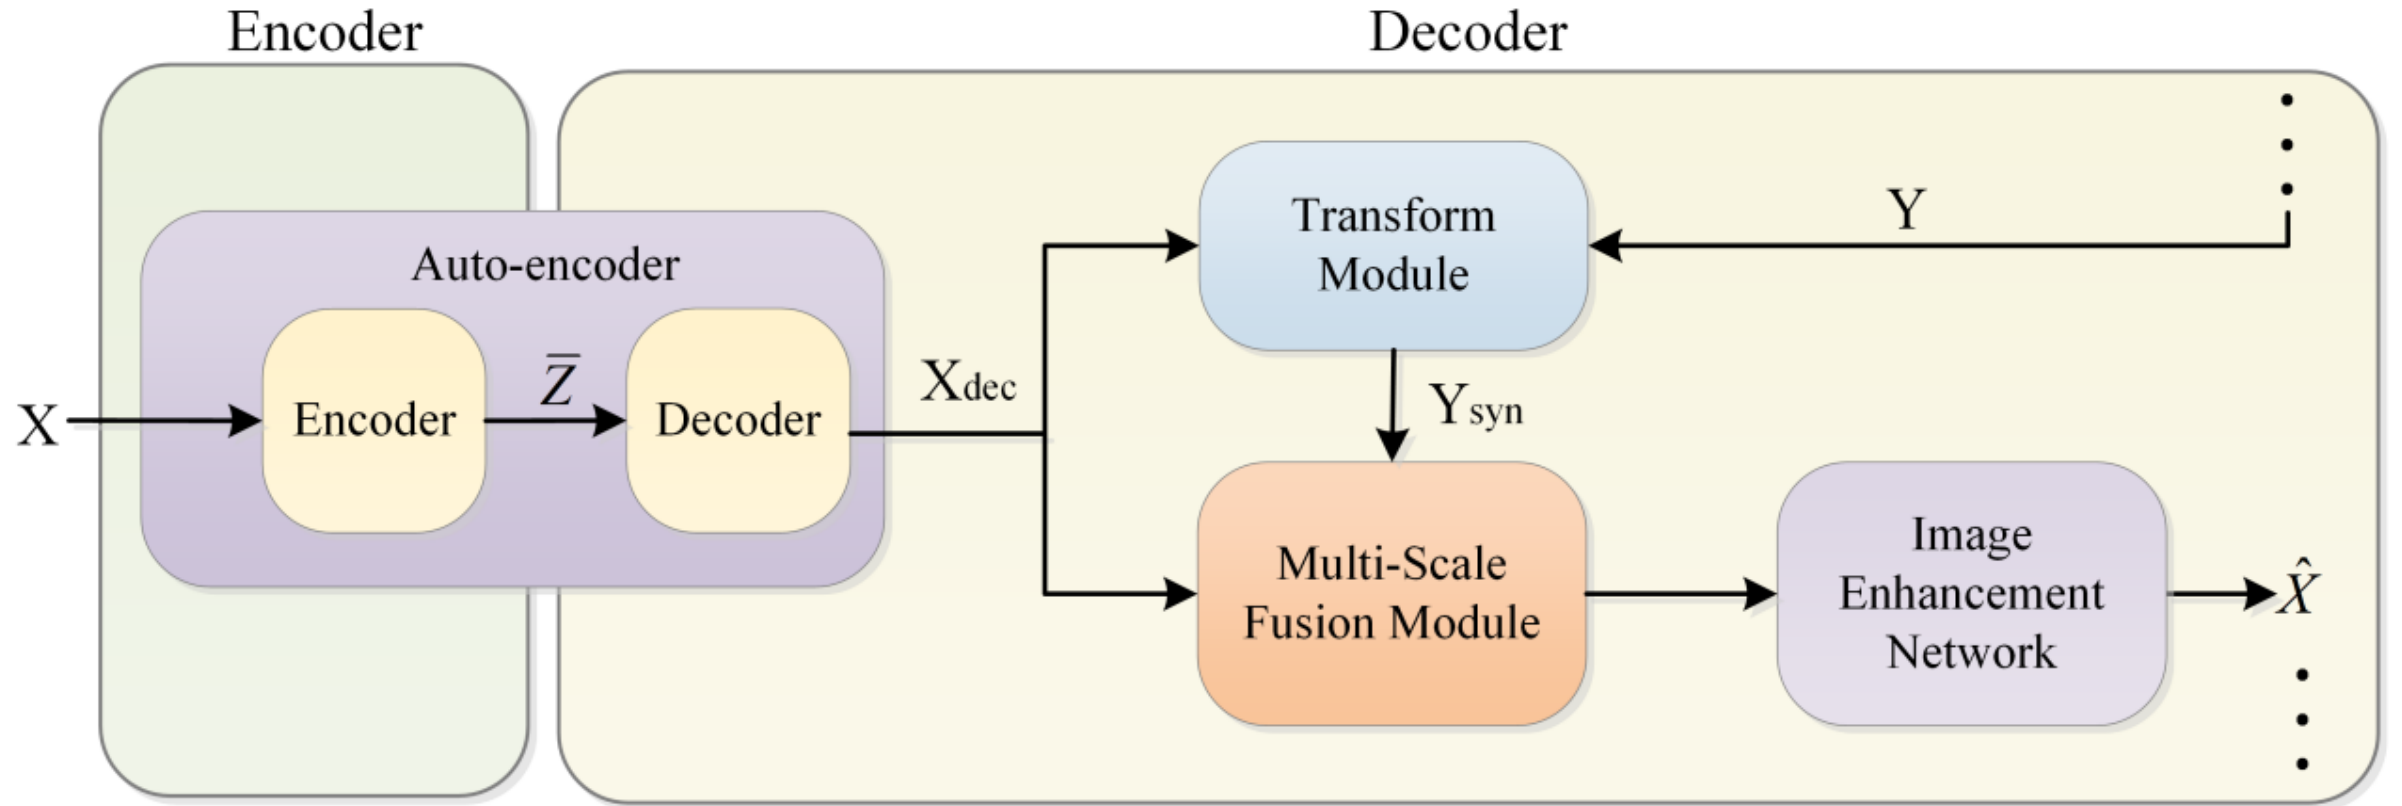 Encoder
Decoder
Auto-encoder
Encoder
Z̅
Decoder
X
Xdec
Transform
Module
Y
Ysyn
Multi-Scale
Fusion Module
Image
Enhancement
Network
X̂